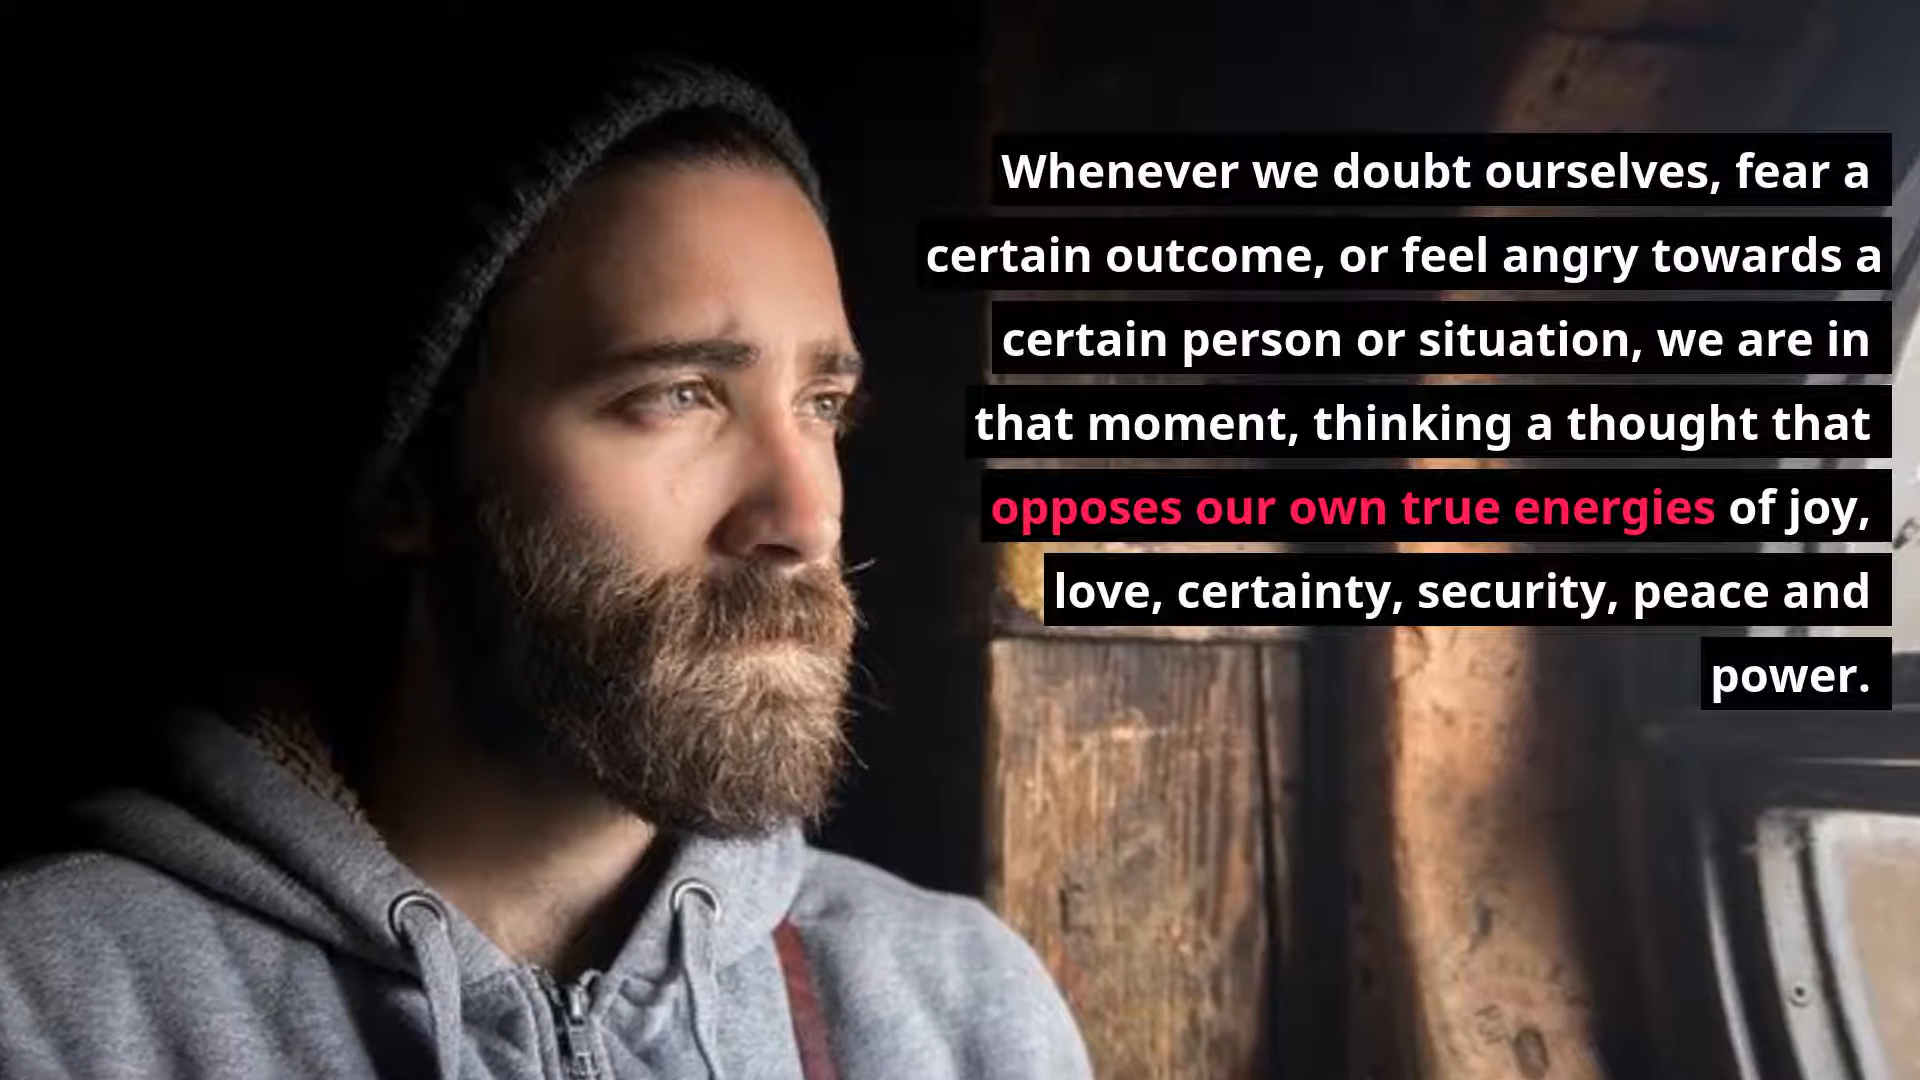 Whenever we doubt ourselves, fear a
certain outcome, or feel angry towards a
certain person or situation, we are in
that moment, thinking a thought that
opposes our own true energies of joy,
love, certainty, security, peace and
power.